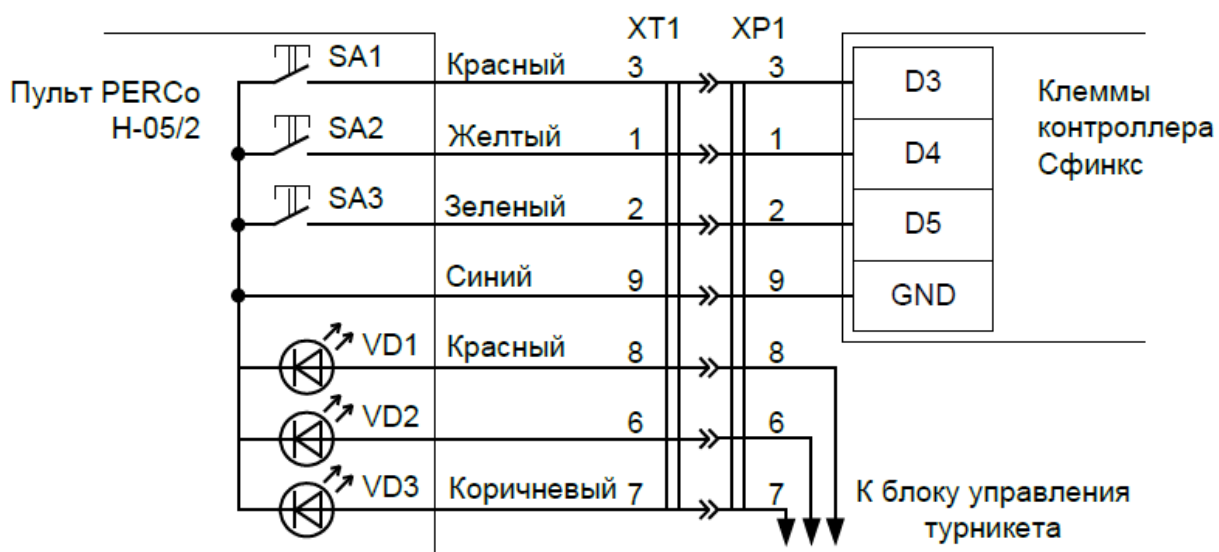 XT1 XP1
Пульт PERCo
H-05/2
SA1 Красный 3 3 D3
SA2 Желтый 1 1 D4
SA3 Зеленый 2 2 D5
Синий 9 9 GND
VD1 Красный 8 8
VD2 6 6
VD3 Коричневый 7 7
Клеммы
контроллера
Сфинкс
К блоку управления
турникета